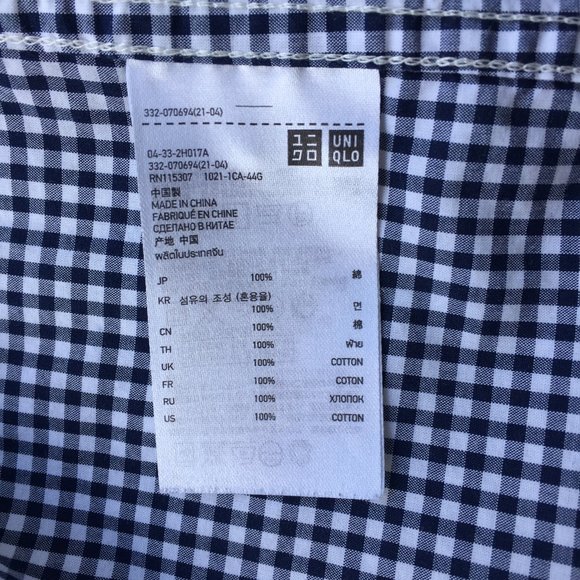 332-070694(21-04)
04-33-2H017A
332-070694(21-04)
RN115307 1021-1CA-44G
ユニクロ
UNIQLO
中国製
MADE IN CHINA
FABRIQUÉ EN CHINE
СДЕЛАНО В КИТАЕ
产地 中国
ผลิตในประเทศจีน
JP 100% 綿
KR 섬유의 조성 (혼용율)
100% 면
CN 100% 棉
TH 100% ฝ้าย
UK 100% COTTON
FR 100% COTON
RU 100% ХЛОПОК
US 100% COTTON